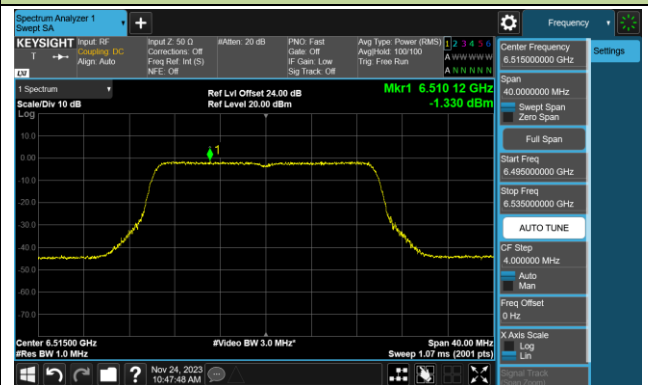 Spectrum Analyzer 1
Swept SA
Frequency
KEYSIGHT
Input: RF
Coupling: DC
Align: Auto
Input Z: 50 Ω
Corrections: Off
Freq Ref: Int (S)
NFE: Off
#Atten: 20 dB
PNO: Fast
Gate: Off
IF Gain: Low
Sig Track: Off
Avg Type: Power (RMS)
Avg|Hold: 100/100
Trig: Free Run
1 2 3 4 5 6
A W W W W W
A N N N N N
T
LXI
Center Frequency
6.515000000 GHz
Settings
Span
40.0000000 MHz
Swept Span
Zero Span
Full Span
Start Freq
6.495000000 GHz
Stop Freq
6.535000000 GHz
AUTO TUNE
CF Step
4.000000 MHz
Auto
Man
Freq Offset
0 Hz
X Axis Scale
Log
Lin
Signal Track
(Span Zoom)
1 Spectrum
Scale/Div 10 dB
Log
Ref Lvl Offset 24.00 dB
Ref Level 20.00 dBm
Mkr1 6.510 12 GHz
-1.330 dBm
1
10.0
0.00
-10.0
-20.0
-30.0
-40.0
-50.0
-60.0
-70.0
Center 6.51500 GHz
#Res BW 1.0 MHz
#Video BW 3.0 MHz*
Span 40.00 MHz
Sweep 1.07 ms (2001 pts)
?
Nov 24, 2023
10:47:48 AM